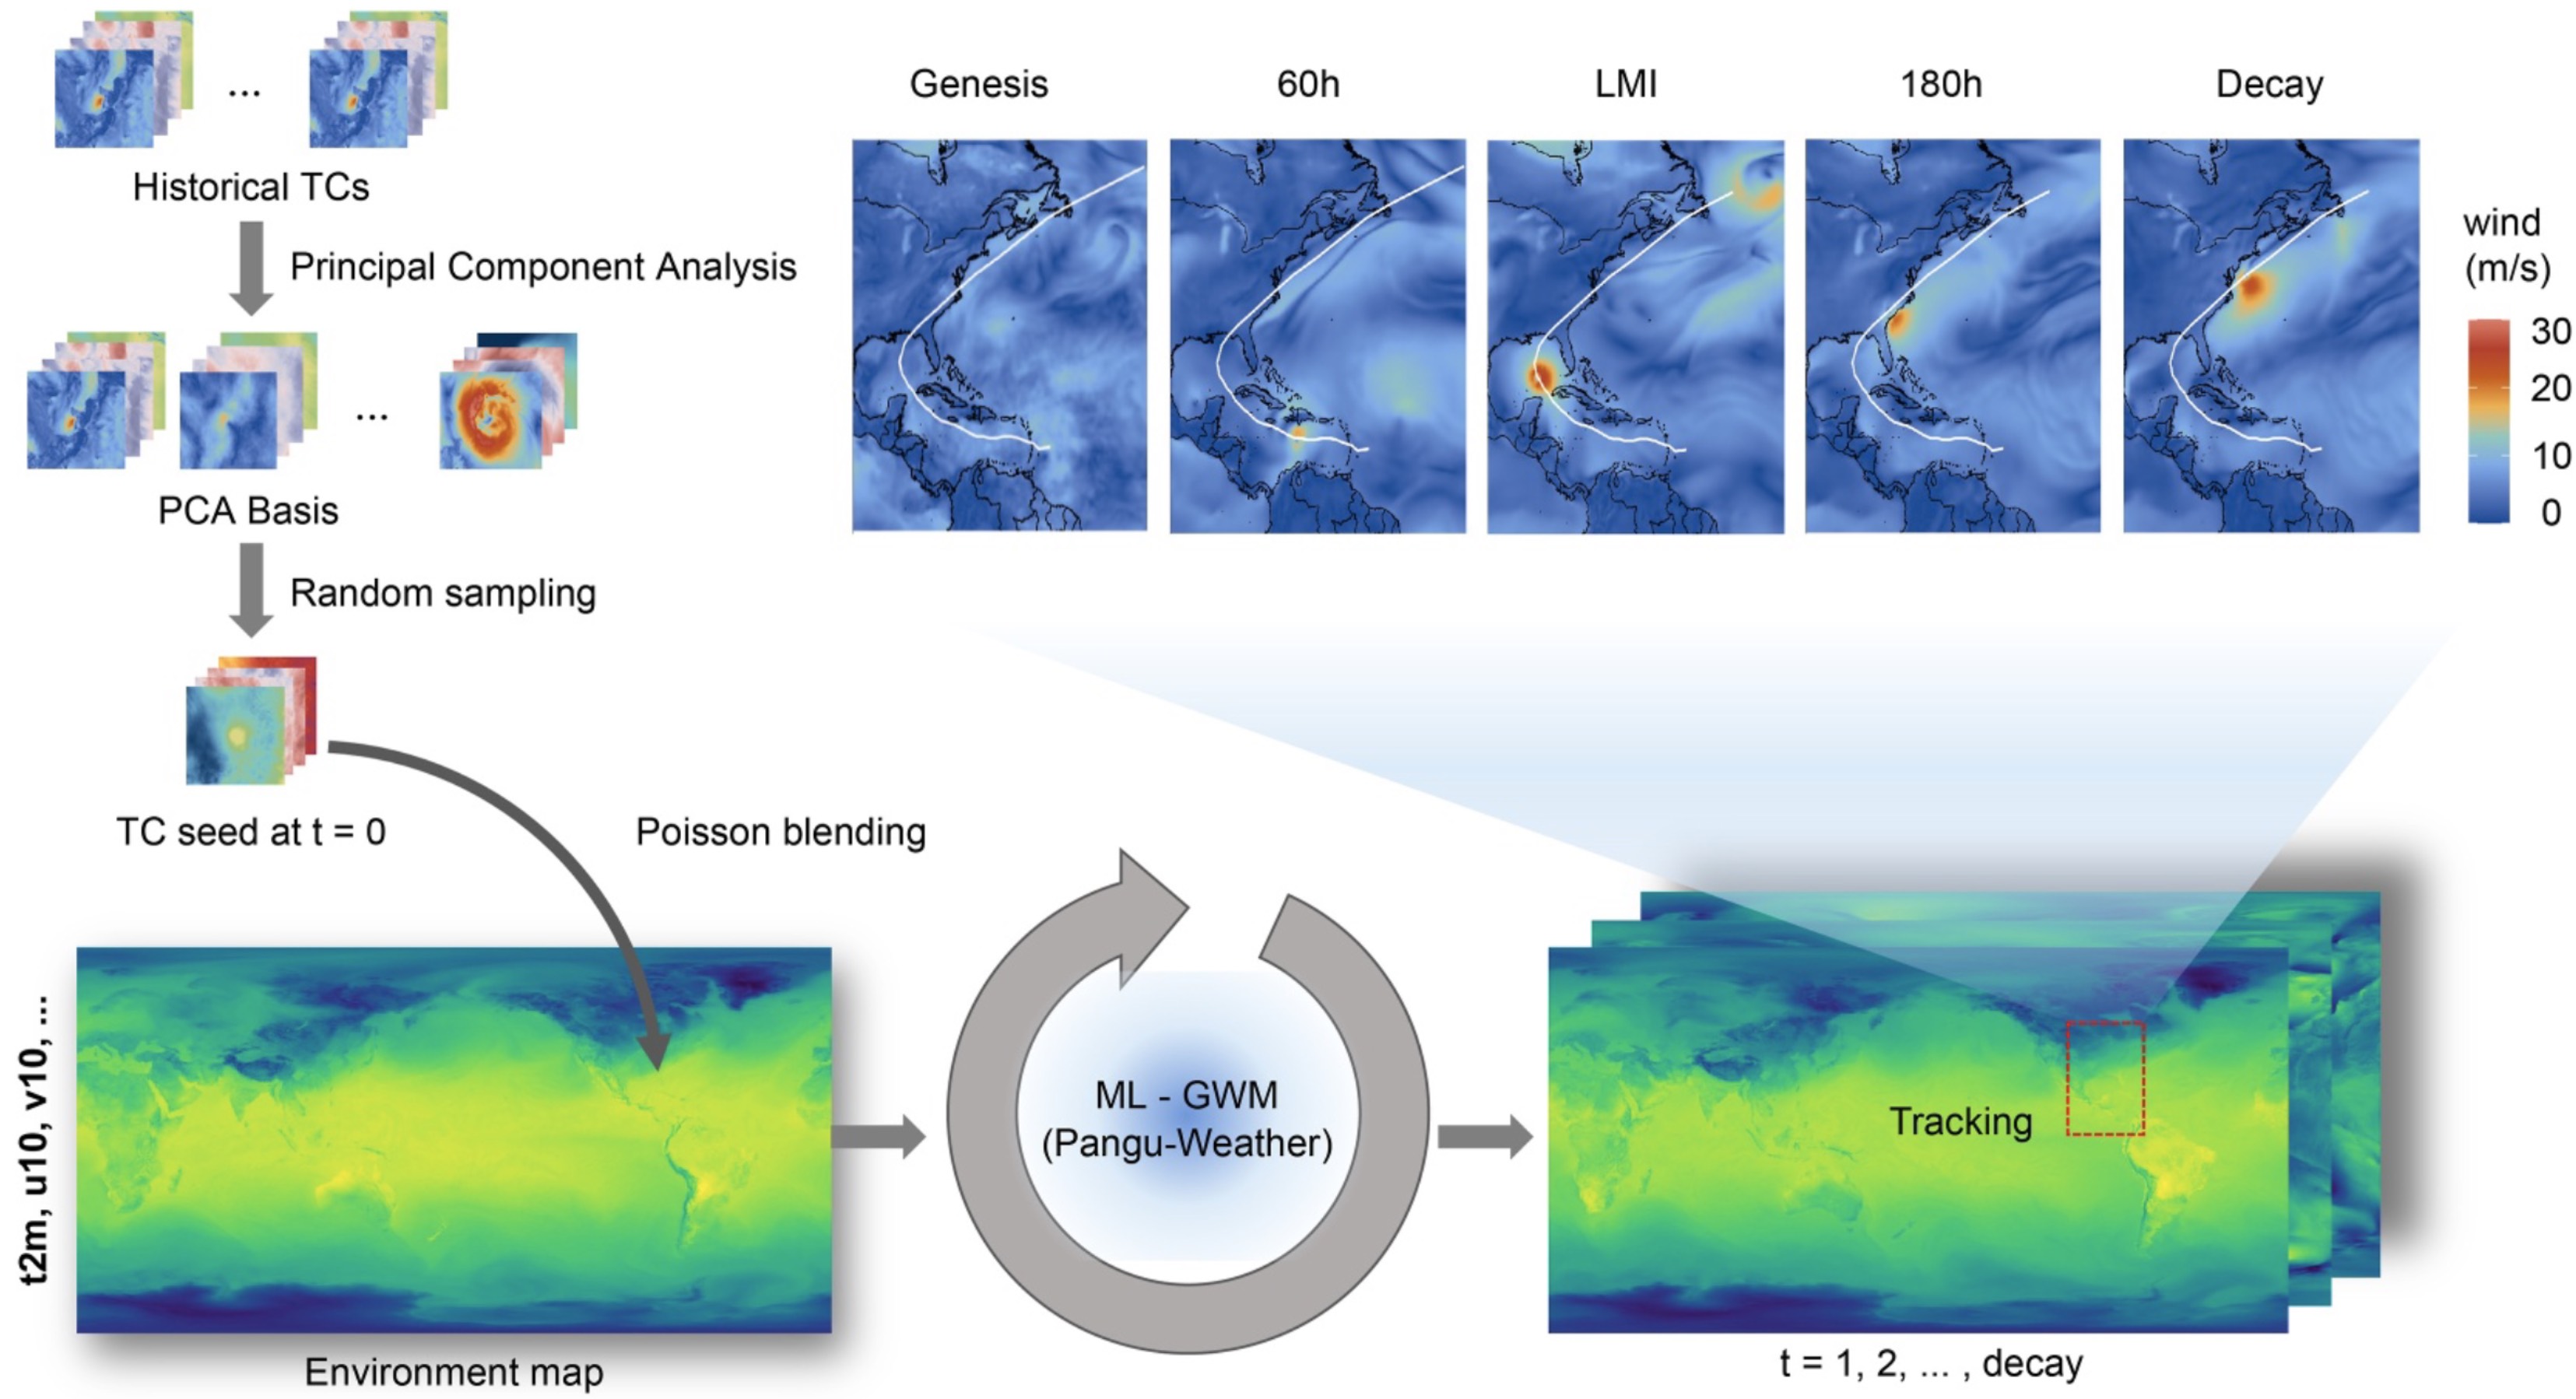 ...
Historical TCs
Principal Component Analysis
...
PCA Basis
Random sampling
TC seed at t = 0
Poisson blending
t2m, u10, v10, ...
Environment map
ML - GWM
(Pangu-Weather)
Genesis
60h
LMI
180h
Decay
wind
(m/s)
30
20
10
0
Tracking
t = 1, 2, ... , decay